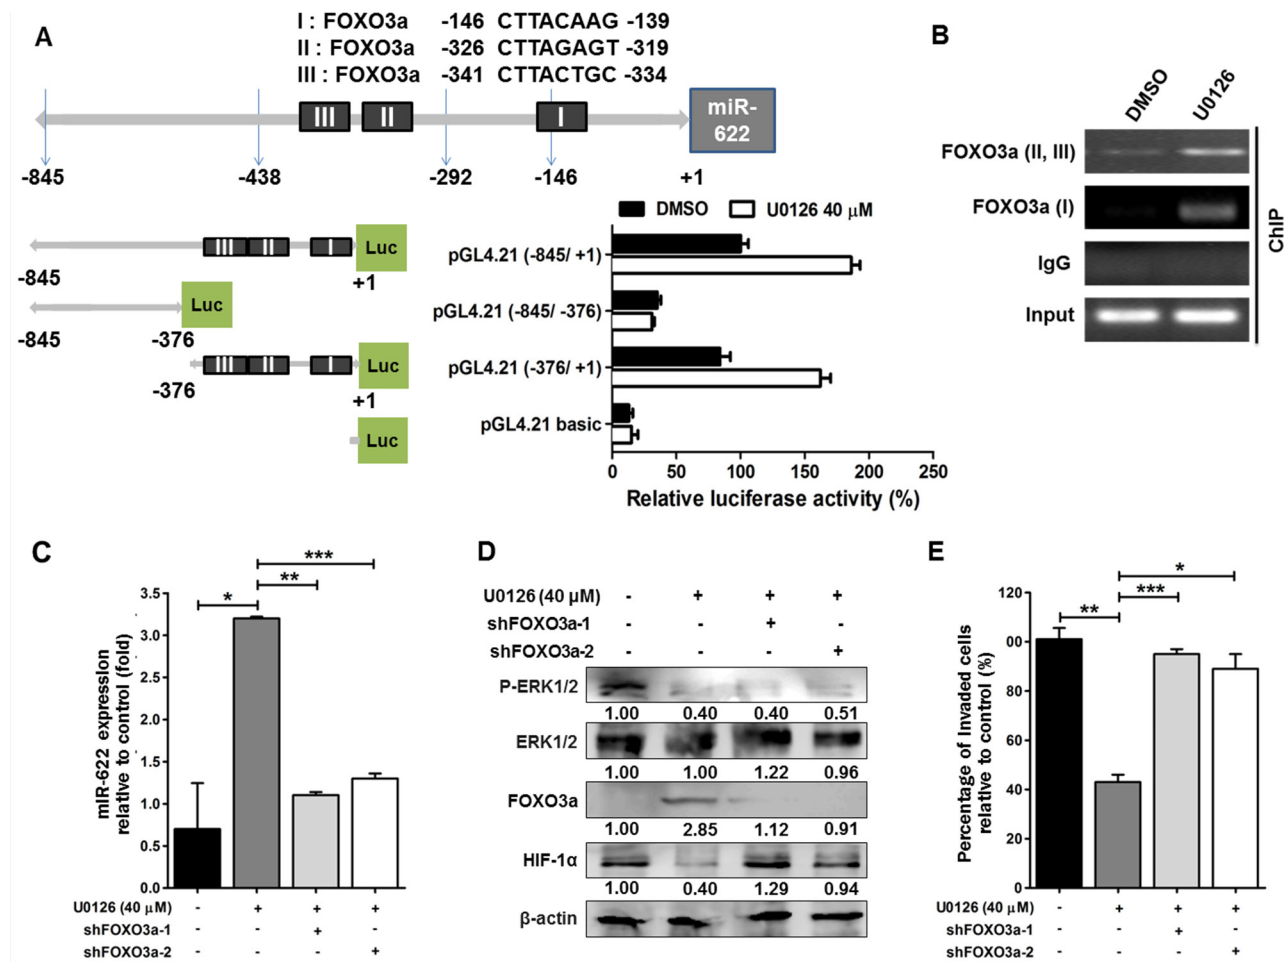 A
I : FOXO3a -146 CTTACAAG -139
II : FOXO3a -326 CTTAGAGT -319
III : FOXO3a -341 CTTACTGC -334
III II I miR-
622
-845 -438 -292 -146 +1
DMSO U0126 40 μM
III II I Luc
-845 +1
Luc
-845 -376
III II I Luc
-376 +1
Luc
pGL4.21 (-845/ +1)
pGL4.21 (-845/ -376)
pGL4.21 (-376/ +1)
pGL4.21 basic
0 50 100 150 200 250
Relative luciferase activity (%)
B
DMSO U0126
FOXO3a (II, III)
FOXO3a (I)
IgG
Input
ChIP
C
miR-622 expression
relative to control (fold)
***
**
*
3.5
3.0
2.5
2.0
1.5
1.0
0.5
0.0
U0126 (40 μM) - + + +
shFOXO3a-1 - - + -
shFOXO3a-2 - - - +
D
U0126 (40 μM) - + + +
shFOXO3a-1 - - + -
shFOXO3a-2 - - - +
P-ERK1/2
1.00 0.40 0.40 0.51
ERK1/2
1.00 1.00 1.22 0.96
FOXO3a
1.00 2.85 1.12 0.91
HIF-1α
1.00 0.40 1.29 0.94
β-actin
E
Percentage of Invaded cells
relative to control (%)
*
***
**
120
00
80
60
40
20
0
U0126 (40 μM) - + + +
shFOXO3a-1 - - + -
shFOXO3a-2 - - - +